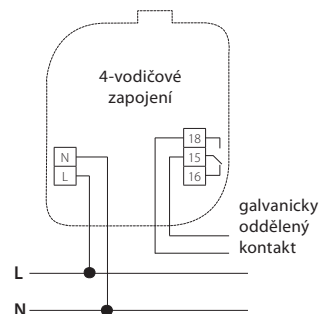 4-vodičové
zapojení
18
N
15
L
16
galvanicky
oddělený
kontakt
L
N